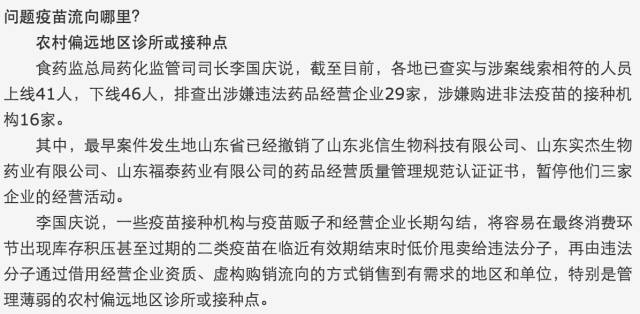 问题疫苗流向哪里?
农村偏远地区诊所或接种点
食药监总局药化监管司司长李国庆说，截至目前，各地已查实与涉案线索相符的人员
上线41人，下线46人，排查出涉嫌违法药品经营企业29家，涉嫌购进非法疫苗的接种机
构16家。
其中，最早案件发生地山东省已经撤销了山东兆信生物科技有限公司、山东实杰生物
药业有限公司、山东福泰药业有限公司的药品经营质量管理规范认证证书，暂停他们三家
企业的经营活动。
李国庆说，一些疫苗接种机构与疫苗贩子和经营企业长期勾结，将容易在最终消费环
节出现库存积压甚至过期的二类疫苗在临近有效期结束时低价甩卖给违法分子，再由违法
分子通过借用经营企业资质、虚构购销流向的方式销售到有需求的地区和单位，特别是管
理薄弱的农村偏远地区诊所或接种点。